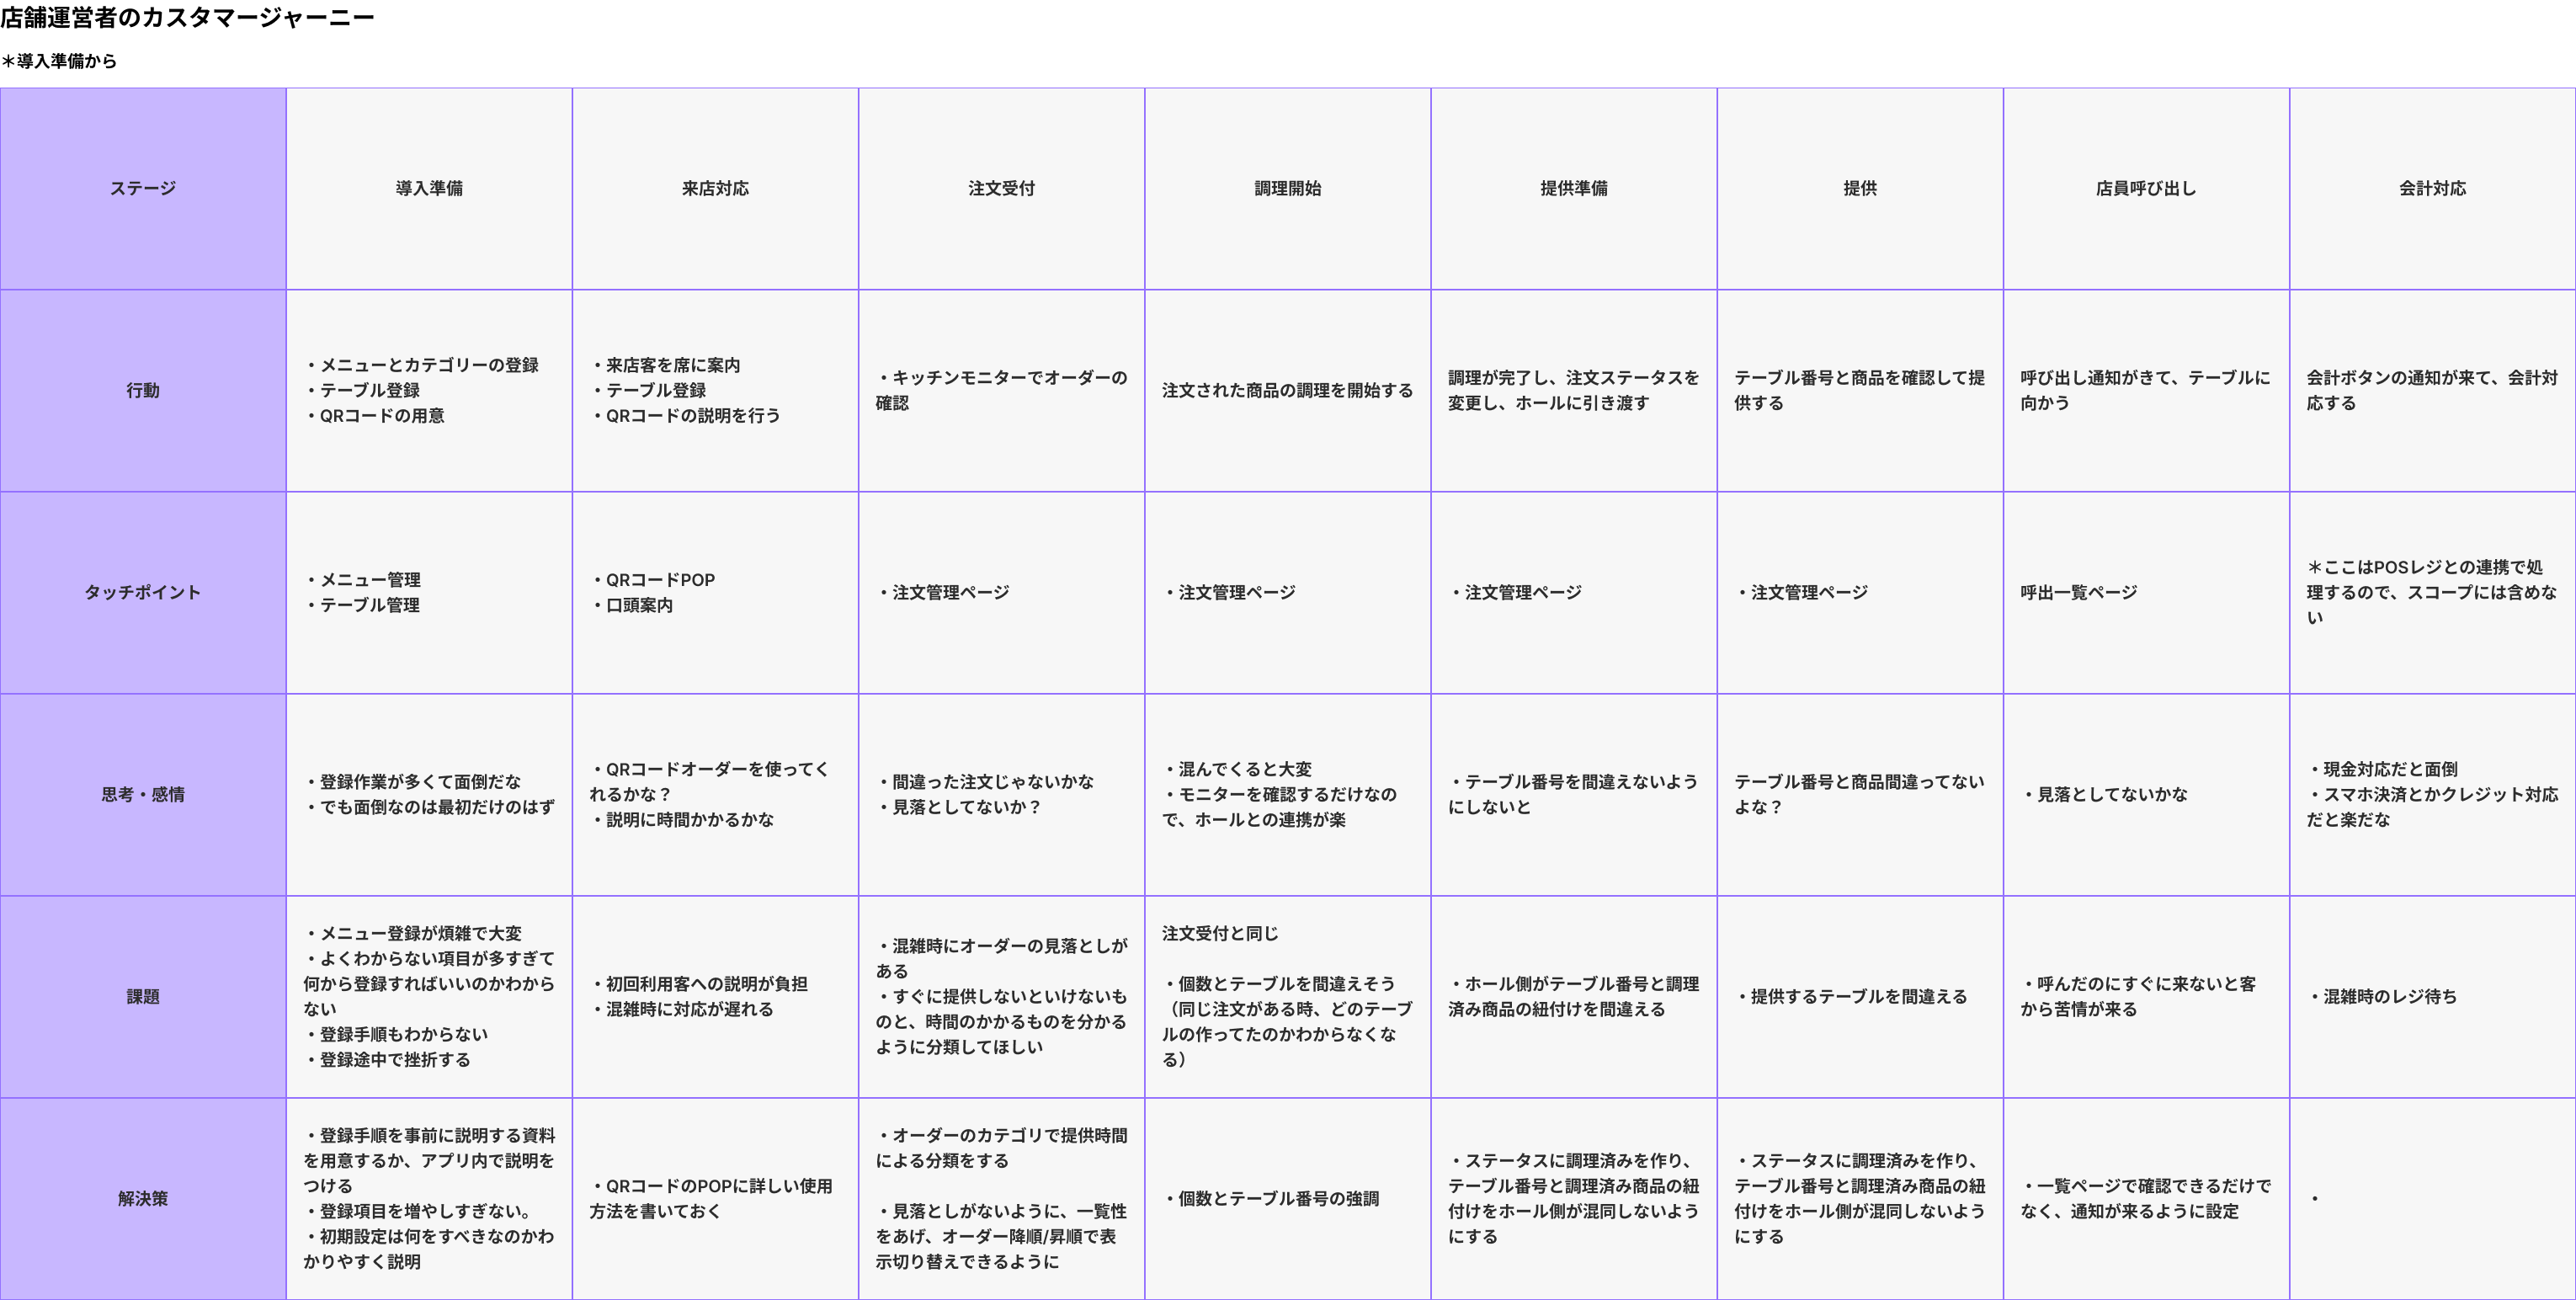 店舗運営者のカスタマージャーニー
＊導入準備から
ステージ
導入準備
来店対応
注文受付
調理開始
提供準備
提供
店員呼び出し
会計対応
行動
・メニューとカテゴリーの登録
・テーブル登録
・QRコードの用意
・来店客を席に案内
・テーブル登録
・QRコードの説明を行う
・キッチンモニターでオーダーの
確認
注文された商品の調理を開始する
調理が完了し、注文ステータスを
変更し、ホールに引き渡す
テーブル番号と商品を確認して提
供する
呼び出し通知がきて、テーブルに
向かう
会計ボタンの通知が来て、会計対
応する
タッチポイント
・メニュー管理
・テーブル管理
・QRコードPOP
・口頭案内
・注文管理ページ
・注文管理ページ
・注文管理ページ
・注文管理ページ
呼出一覧ページ
＊ここはPOSレジとの連携で処
理するので、スコープには含めな
い
思考・感情
・登録作業が多くて面倒だな
・でも面倒なのは最初だけのはず
・QRコードオーダーを使ってく
れるかな？
・説明に時間かかるかな
・間違った注文じゃないかな
・見落としてないか？
・混んでくると大変
・モニターを確認するだけなの
で、ホールとの連携が楽
・テーブル番号を間違えないよう
にしないと
テーブル番号と商品間違ってない
よな？
・見落としてないかな
・現金対応だと面倒
・スマホ決済とかクレジット対応
だと楽だな
課題
・メニュー登録が煩雑で大変
・よくわからない項目が多すぎて
何から登録すればいいのかわから
ない
・登録手順もわからない
・登録途中で挫折する
・初回利用客への説明が負担
・混雑時に対応が遅れる
・混雑時にオーダーの見落としが
ある
・すぐに提供しないといけないも
のと、時間のかかるものを分かる
ように分類してほしい
注文受付と同じ
・個数とテーブルを間違えそう
（同じ注文がある時、どのテーブ
ルの作ってたのかわからなくな
る）
・ホール側がテーブル番号と調理
済み商品の紐付けを間違える
・提供するテーブルを間違える
・呼んだのにすぐに来ないと客
から苦情が来る
・混雑時のレジ待ち
解決策
・登録手順を事前に説明する資料
を用意するか、アプリ内で説明を
つける
・登録項目を増やしすぎない。
・初期設定は何をすべきなのかわ
かりやすく説明
・QRコードのPOPに詳しい使用
方法を書いておく
・オーダーのカテゴリで提供時間
による分類をする
・見落としがないように、一覧性
をあげ、オーダー降順/昇順で表
示切り替えできるように
・個数とテーブル番号の強調
・ステータスに調理済みを作り、
テーブル番号と調理済み商品の紐
付けをホール側が混同しないよう
にする
・ステータスに調理済みを作り、
テーブル番号と調理済み商品の紐
付けをホール側が混同しないよう
にする
・一覧ページで確認できるだけで
なく、通知が来るように設定
・